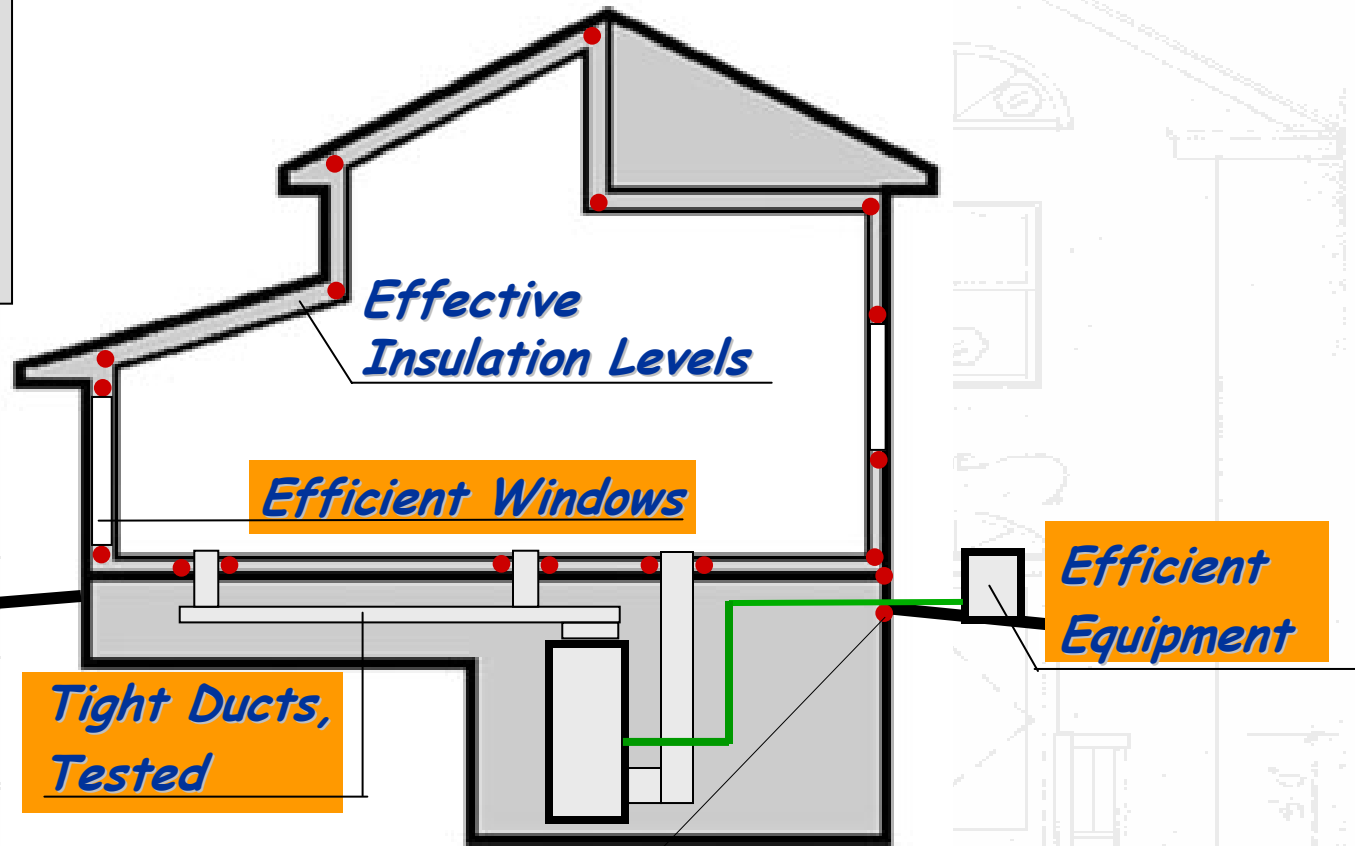 Effective
Insulation Levels
Efficient Windows
Efficient
Equipment
Tight Ducts,
Tested